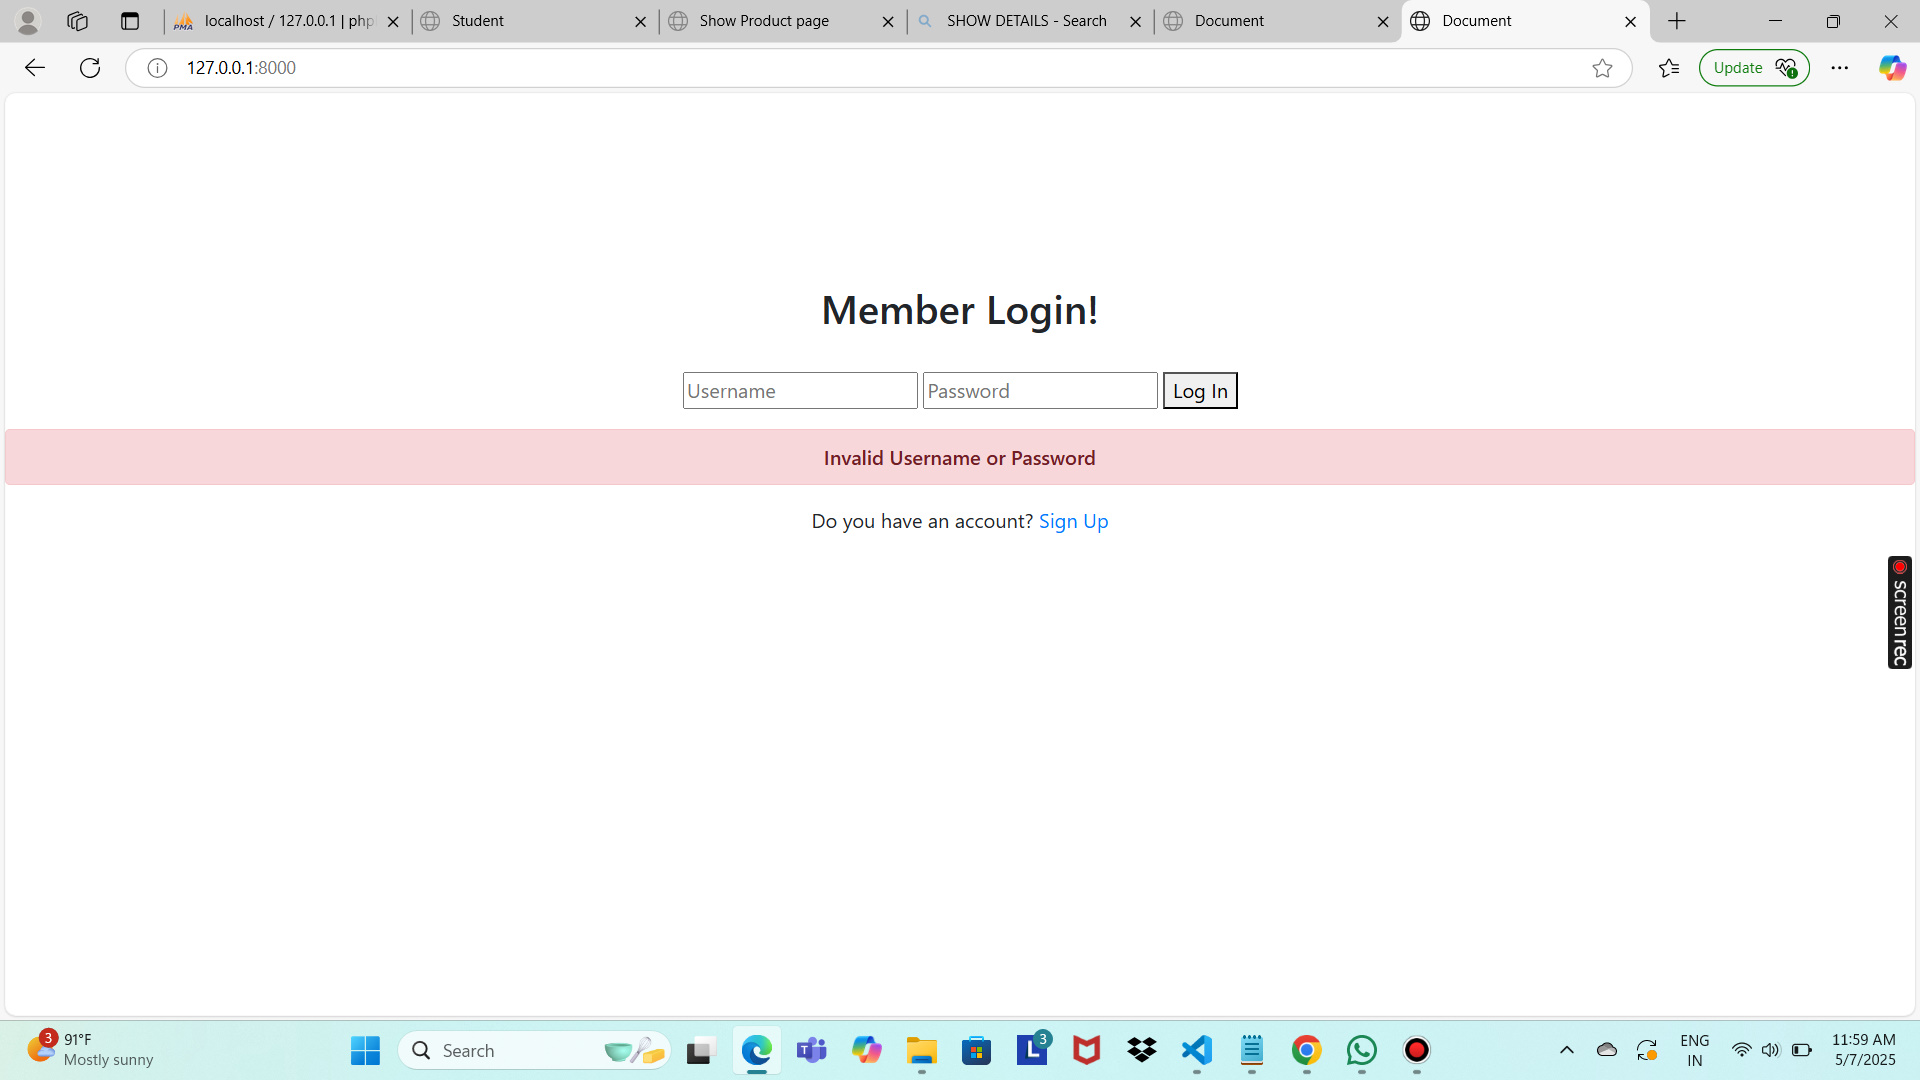 localhost / 127.0.0.1 | php
Student
Show Product page
SHOW DETAILS - Search
Document
Document
127.0.0.1:8000
Update
Member Login!
Username
Password
Log In
Invalid Username or Password
Do you have an account? Sign Up
screenrec
3
91°F
Mostly sunny
Search
3
ENG
IN
11:59 AM
5/7/2025